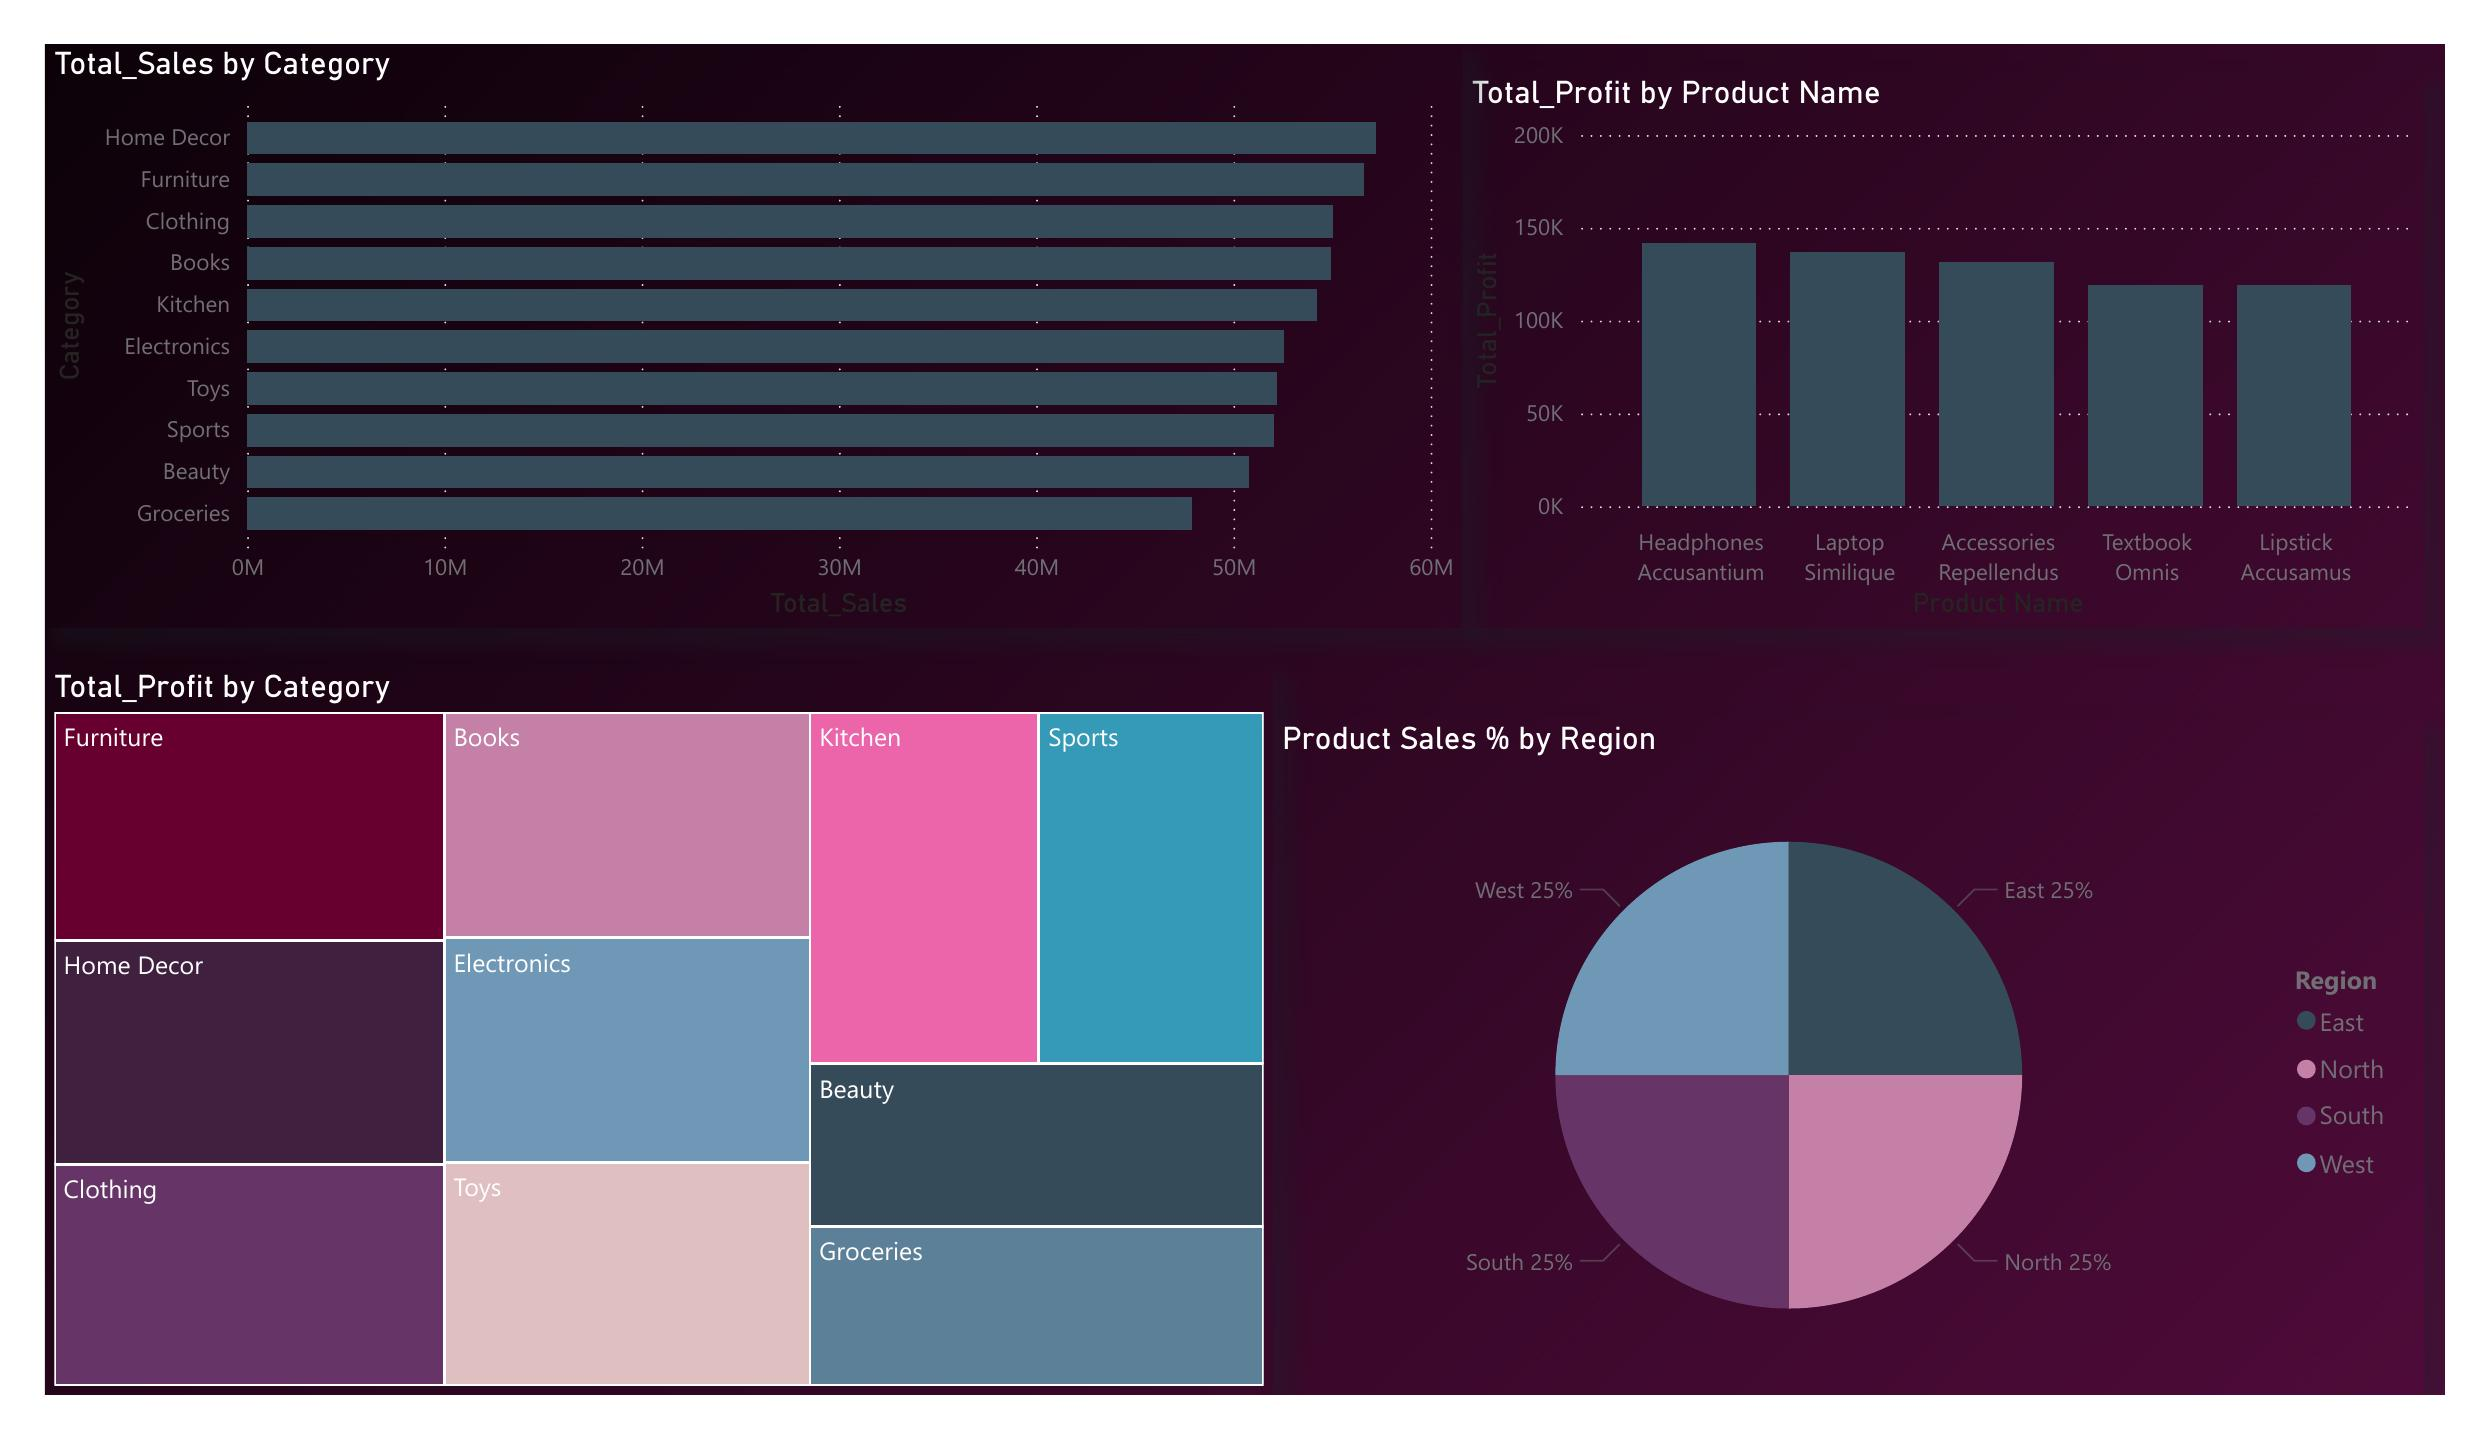 Total_Sales by Category
Category
Home Decor
Furniture
Clothing
Books
Kitchen
Electronics
Toys
Sports
Beauty
Groceries
0M 10M 20M 30M 40M 50M 60M
Total_Sales
Total_Profit by Product Name
Total_Profit
200K
150K
100K
50K
0K
Headphones Laptop Accessories Textbook Lipstick
Accusantium Similique Repellendus Omnis Accusamus
Product Name
Total_Profit by Category
Furniture
Books
Kitchen
Sports
Home Decor
Electronics
Clothing
Toys
Beauty
Groceries
Product Sales % by Region
West 25%
East 25%
South 25%
North 25%
Region
East
North
South
West